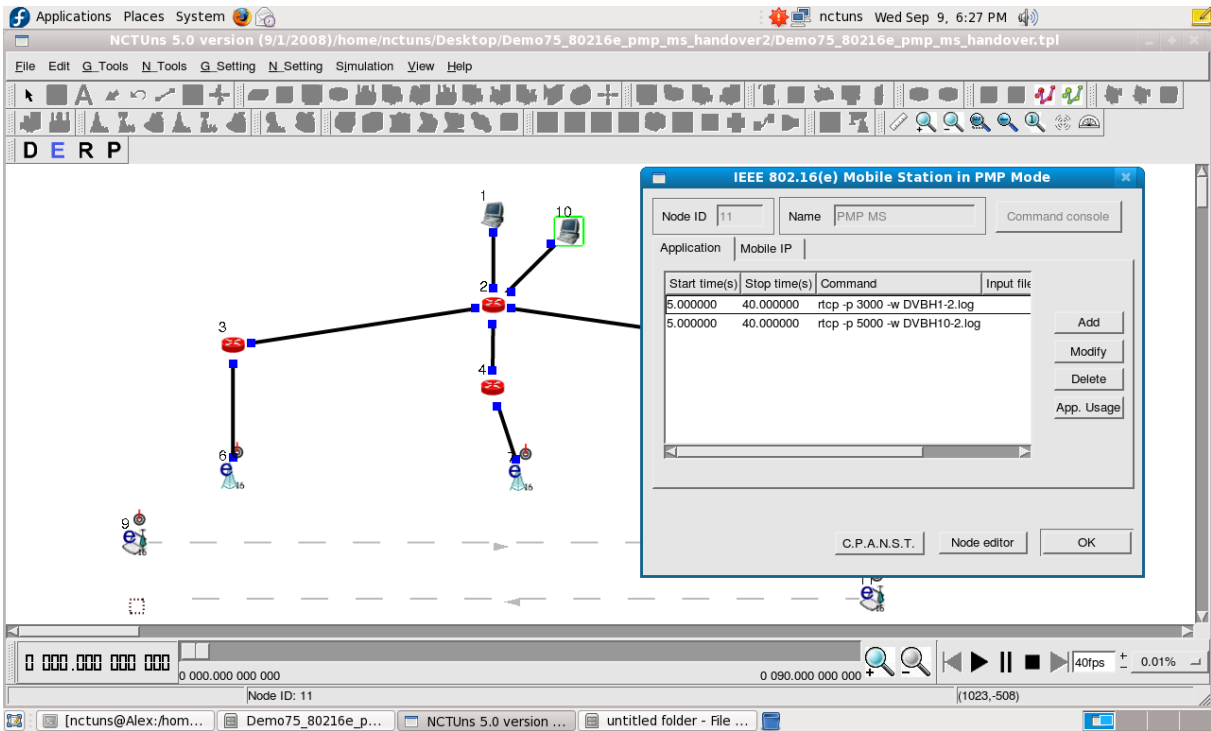 Applications Places System nctuns Wed Sep 9, 6:27 PM
NCTUns 5.0 version (9/1/2008)/home/nctuns/Desktop/Demo75_80216e_pmp_ms_handover2/Demo75_80216e_pmp_ms_handover.tpl
File Edit G_Tools N_Tools G_Setting N_Setting Simulation View Help
A
D E R P
IEEE 802.16(e) Mobile Station in PMP Mode
Node ID 11 Name PMP MS Command console
Application Mobile IP
Start time(s) Stop time(s) Command Input file
5.000000 40.000000 rtcp -p 3000 -w DVBH1-2.log
5.000000 40.000000 rtcp -p 5000 -w DVBH10-2.log
Add
Modify
Delete
App. Usage
C.P.A.N.S.T. Node editor OK
1
10
2
3
4
6
e
16
7
e
16
9
e
16
e
16
0 000.000 000 000
0 000.000 000 000 0 090.000 000 000
40fps + - 0.01%
Node ID: 11 (1023,-508)
[nctuns@Alex:/hom... Demo75_80216e_p... NCTUns 5.0 version ... untitled folder - File ...